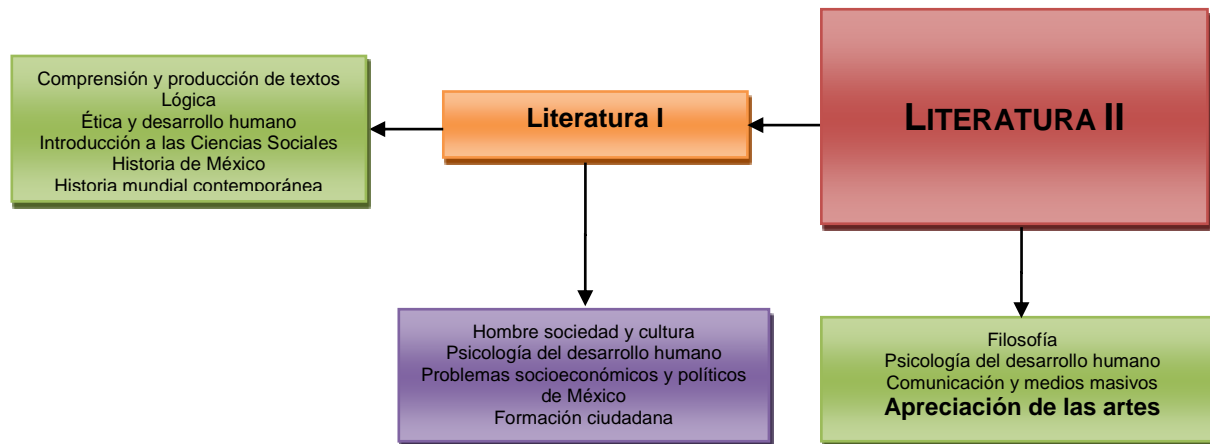 Comprensión y producción de textos
Lógica
Ética y desarrollo humano
Introducción a las Ciencias Sociales
Historia de México
Historia mundial contemporánea
Literatura I
LITERATURA II
Hombre sociedad y cultura
Psicología del desarrollo humano
Problemas socioeconómicos y políticos
de México
Formación ciudadana
Filosofía
Psicología del desarrollo humano
Comunicación y medios masivos
Apreciación de las artes